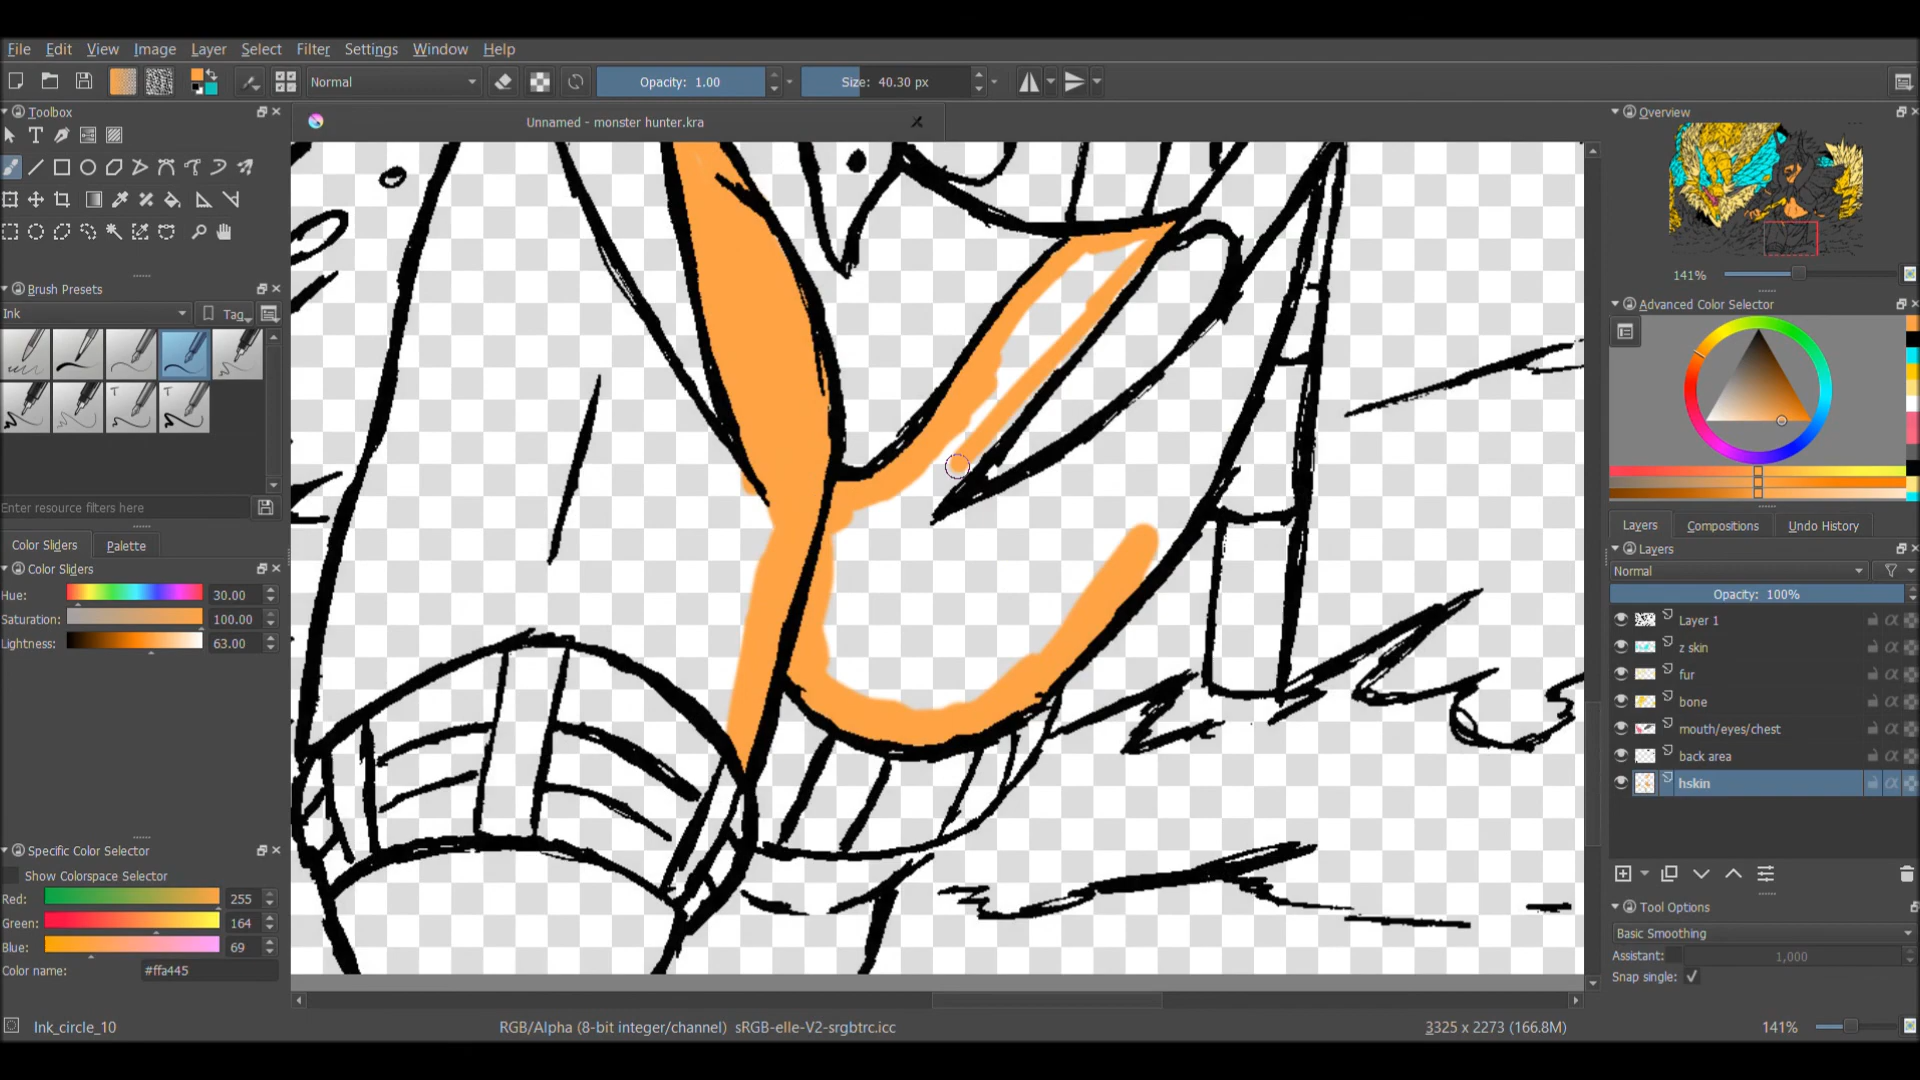 File Edit View Image Layer Select Filter Settings Window Help
Normal Opacity: 1.00 Size: 40.30 px
Toolbox
Unnamed - monster hunter.kra
Overview
T
141%
Brush Presets
Ink Tag
Advanced Color Selector
T T
Enter resource filters here
Color Sliders Palette
Color Sliders
Hue: 30.00
Saturation: 100.00
Lightness: 63.00
Layers Compositions Undo History
Layers
Normal
Opacity: 100%
Layer 1
z skin
fur
bone
mouth/eyes/chest
back area
hskin
Specific Color Selector
Show Colorspace Selector
Red: 255
Green: 164
Blue: 69
Color name: #ffa445
Tool Options
Basic Smoothing
Assistant: 1,000
Snap single: ✓
Ink_circle_10
RGB/Alpha (8-bit integer/channel) sRGB-elle-V2-srgbtrc.icc
3325 x 2273 (166.8M)
141%